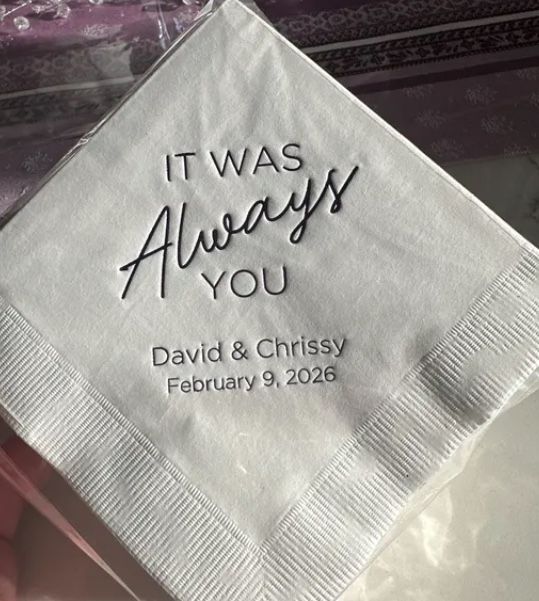 IT WAS
Always
YOU
David & Chrissy
February 9, 2026